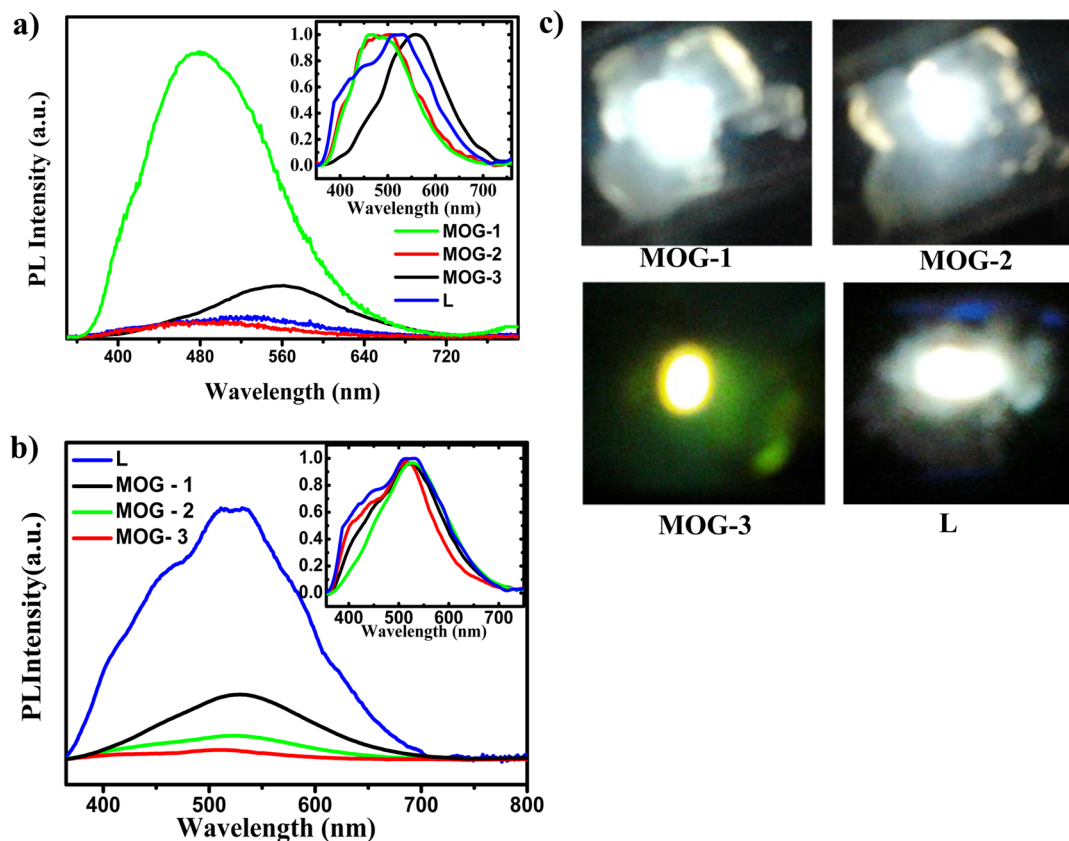 a)
PL Intensity (a.u.)
400 480 560 640 720
Wavelength (nm)
1.0
0.8
0.6
0.4
0.2
0.0
400 500 600 700
Wavelength (nm)
MOG-1
MOG-2
MOG-3
L
b)
PLIntensity(a.u.)
L
MOG - 1
MOG - 2
MOG- 3
400 500 600 700 800
Wavelength (nm)
1.0
0.8
0.6
0.4
0.2
0.0
400 500 600 700
Wavelength (nm)
c)
MOG-1 MOG-2
MOG-3 L